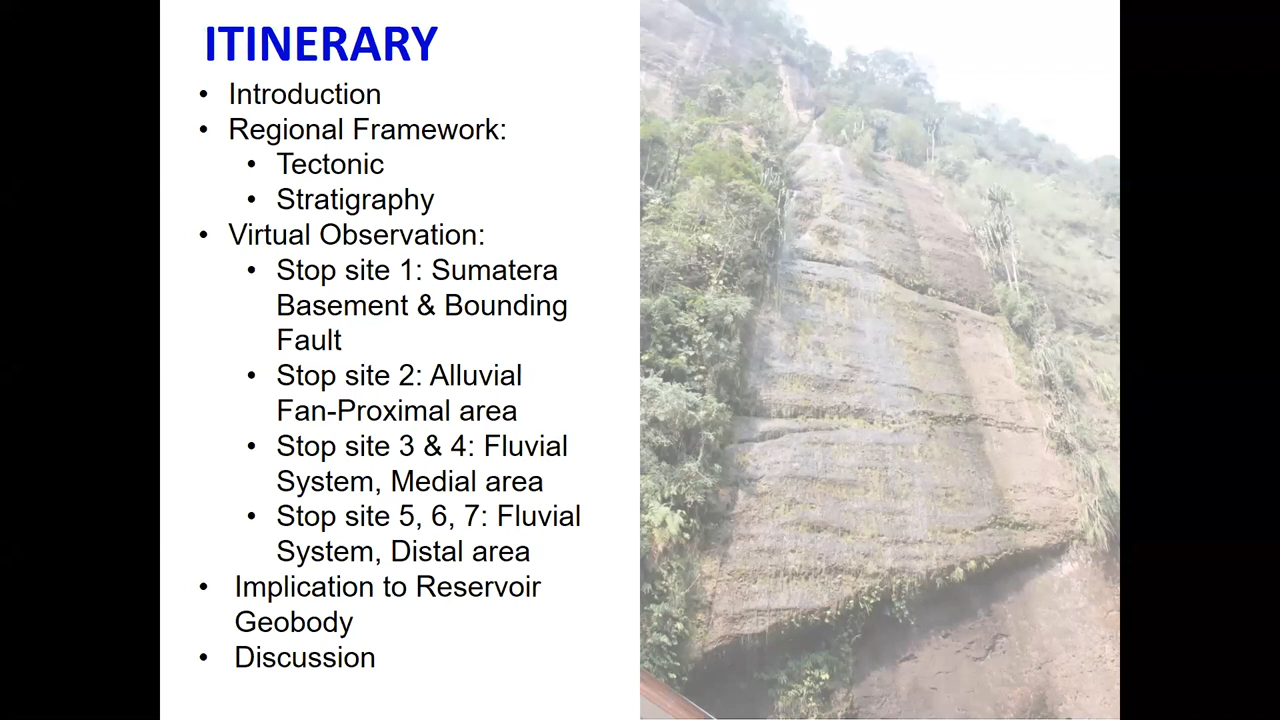 ITINERARY
• Introduction
• Regional Framework:
• Tectonic
• Stratigraphy
• Virtual Observation:
• Stop site 1: Sumatera
Basement & Bounding
Fault
• Stop site 2: Alluvial
Fan-Proximal area
• Stop site 3 & 4: Fluvial
System, Medial area
• Stop site 5, 6, 7: Fluvial
System, Distal area
• Implication to Reservoir
Geobody
• Discussion